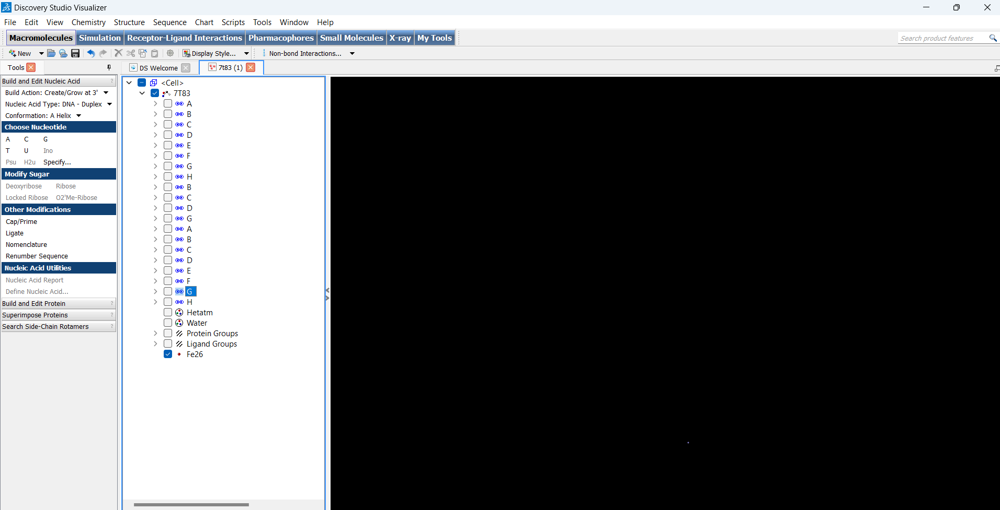 Discovery Studio Visualizer
File Edit View Chemistry Structure Sequence Chart Scripts Tools Window Help
Macromolecules Simulation Receptor-Ligand Interactions Pharmacophores Small Molecules X-ray My Tools
Search product features
New Display Style... Non-bond Interactions...
Tools
DS Welcome 7t83 (1)
Build and Edit Nucleic Acid ?
Build Action: Create/Grow at 3'
Nucleic Acid Type: DNA - Duplex
Conformation: A Helix
Choose Nucleotide
A C G
T U Ino
Psu H2u Specify...
Modify Sugar
Deoxyribose Ribose
Locked Ribose O2'Me-Ribose
Other Modifications
Cap/Prime
Ligate
Nomenclature
Renumber Sequence
Nucleic Acid Utilities
Nucleic Acid Report
Define Nucleic Acid...
Build and Edit Protein ?
Superimpose Proteins ?
Search Side-Chain Rotamers ?
<Cell>
7T83
A
B
C
D
E
F
G
H
B
C
D
G
A
B
C
D
E
F
G
H
Hetatm
Water
Protein Groups
Ligand Groups
Fe26